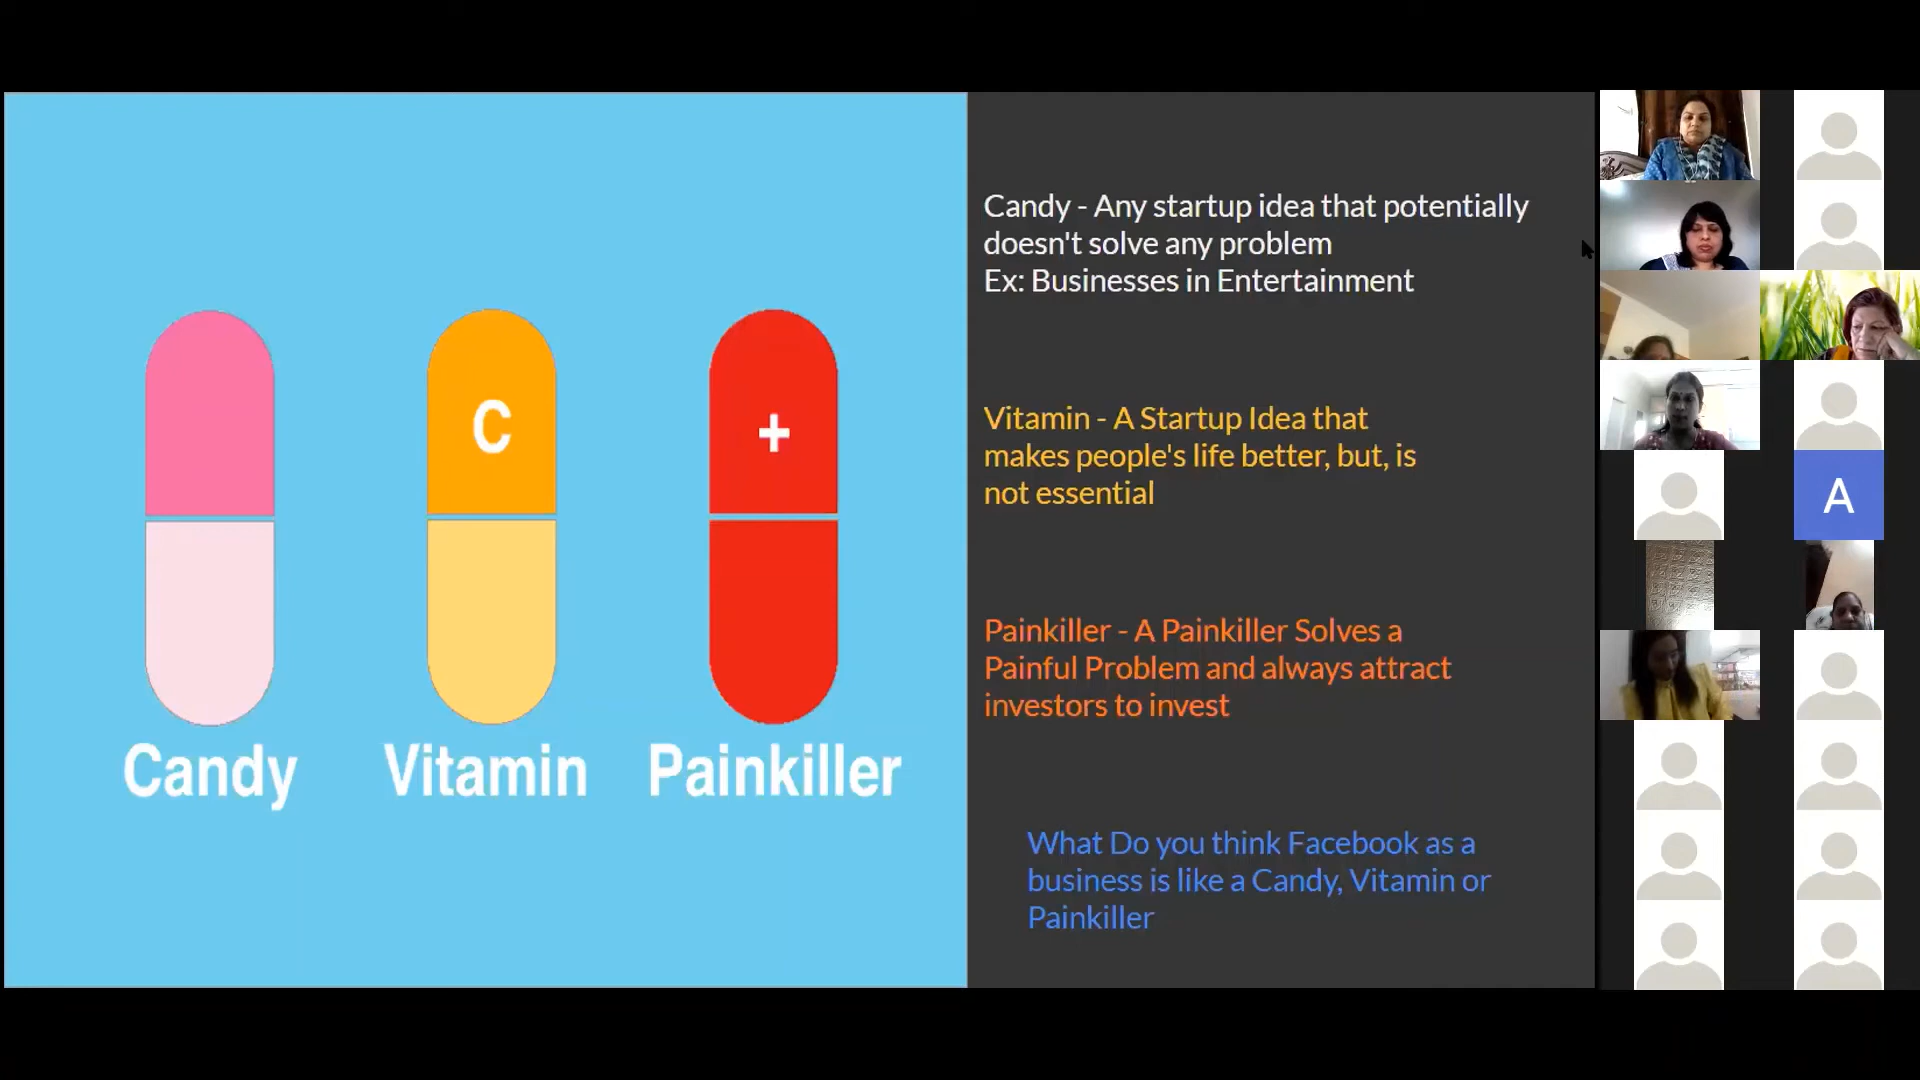 C
+
Candy
Vitamin
Painkiller
Candy - Any startup idea that potentially
doesn't solve any problem
Ex: Businesses in Entertainment
Vitamin - A Startup Idea that
makes people's life better, but, is
not essential
Painkiller - A Painkiller Solves a
Painful Problem and always attract
investors to invest
What Do you think Facebook as a
business is like a Candy, Vitamin or
Painkiller
A